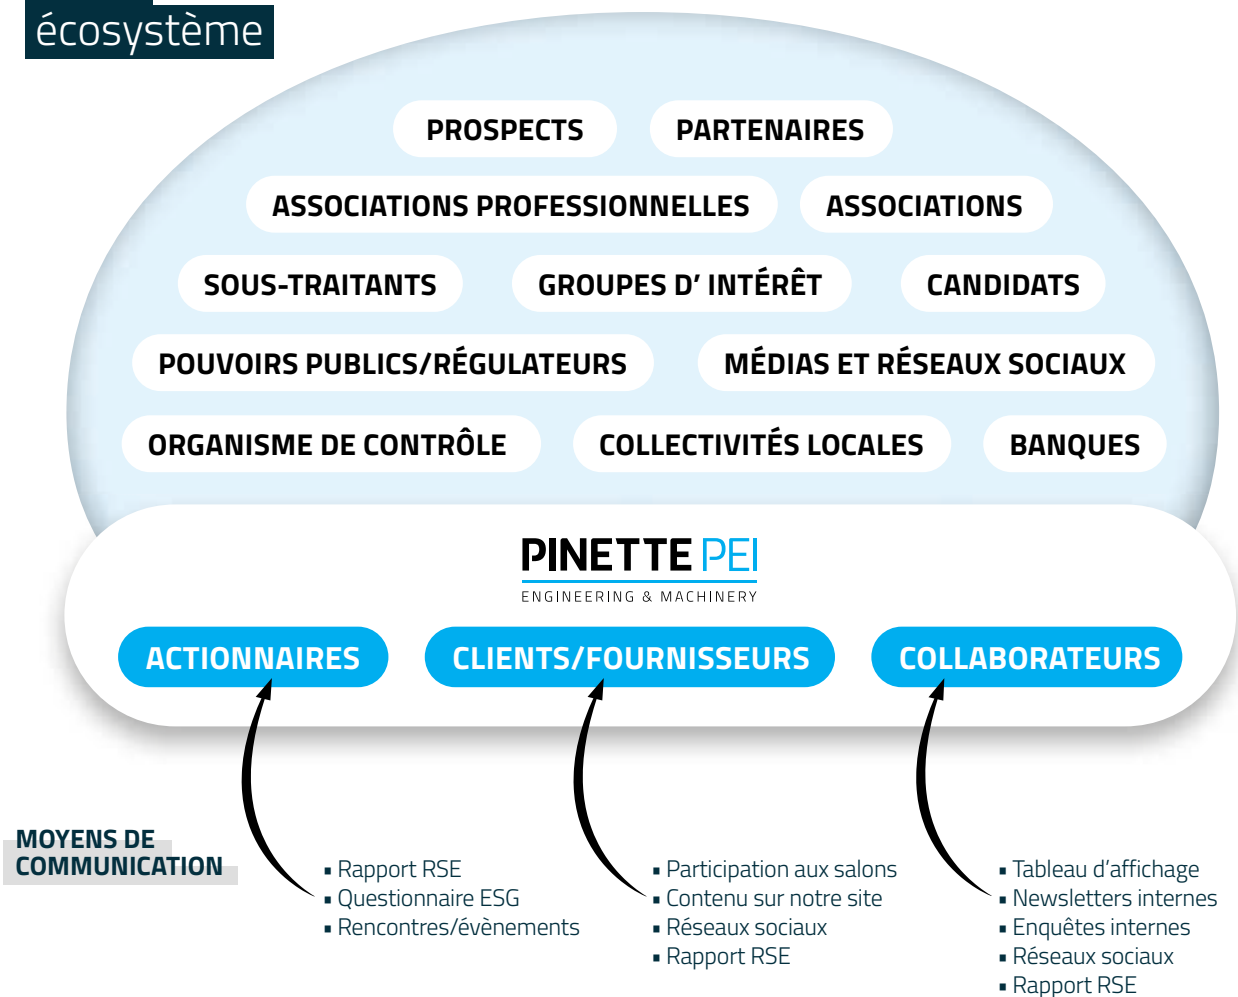 écosystème
PROSPECTS PARTENAIRES
ASSOCIATIONS PROFESSIONNELLES ASSOCIATIONS
SOUS-TRAITANTS GROUPES D’ INTÉRÊT CANDIDATS
POUVOIRS PUBLICS/RÉGULATEURS MÉDIAS ET RÉSEAUX SOCIAUX
ORGANISME DE CONTRÔLE COLLECTIVITÉS LOCALES BANQUES
PINETTE PEI
ENGINEERING & MACHINERY
ACTIONNAIRES CLIENTS/FOURNISSEURS COLLABORATEURS
MOYENS DE
COMMUNICATION
▪ Rapport RSE
▪ Questionnaire ESG
▪ Rencontres/évènements
▪ Participation aux salons
▪ Contenu sur notre site
▪ Réseaux sociaux
▪ Rapport RSE
▪ Tableau d’affichage
▪ Newsletters internes
▪ Enquêtes internes
▪ Réseaux sociaux
▪ Rapport RSE